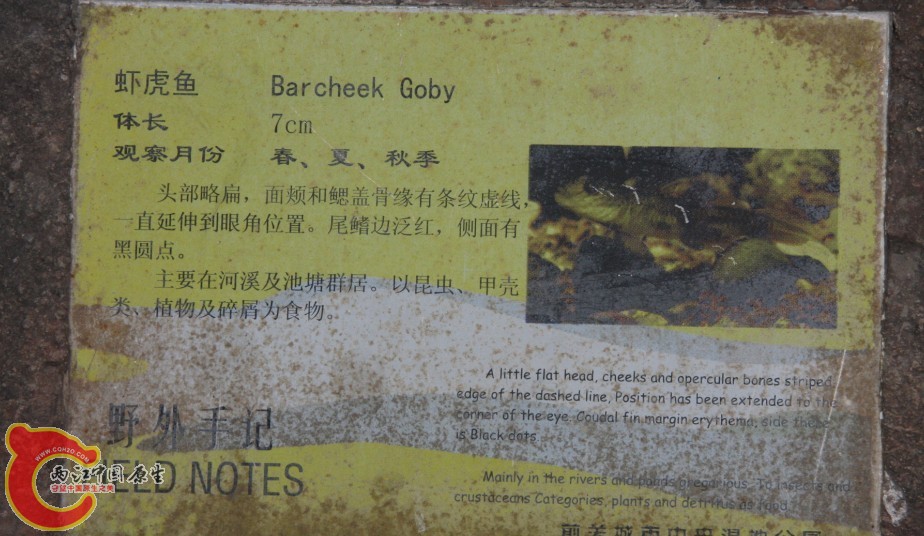 虾虎鱼 Barcheek Goby
体长 7cm
观察月份 春、夏、秋季
头部略扁，面颊和鳃盖骨缘有条纹虚线，
一直延伸到眼角位置。尾鳍边泛红，侧面有
黑圆点。
主要在河溪及池塘群居。以昆虫、甲壳
类、植物及碎屑为食物。
A little flat head, cheeks and opercular bones striped
edge of the dashed line, Position has been extended to the
corner of the eye. Coudal fin margin erythema, side there
is Black dots.
野外手记
FIELD NOTES
Mainly in the rivers and ponds gregarious. To insects and
crustaceans Categories, plants and detritus as food.
WWW.CQH2O.COM
两江中国原生